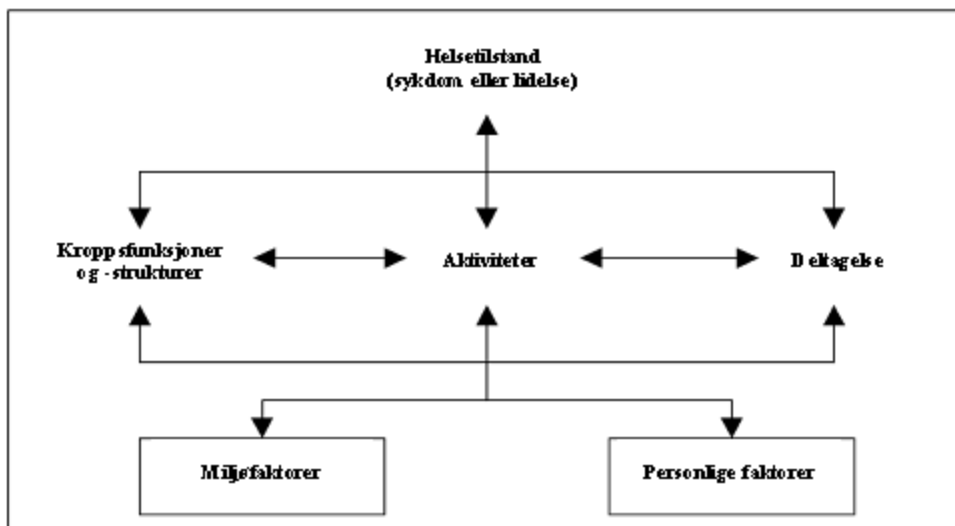 Helsetilstand
(sykdom eller lidelse)
Kroppsfunksjoner
og -strukturer
Aktiviteter
Deltagelse
Miljøfaktorer
Personlige faktorer